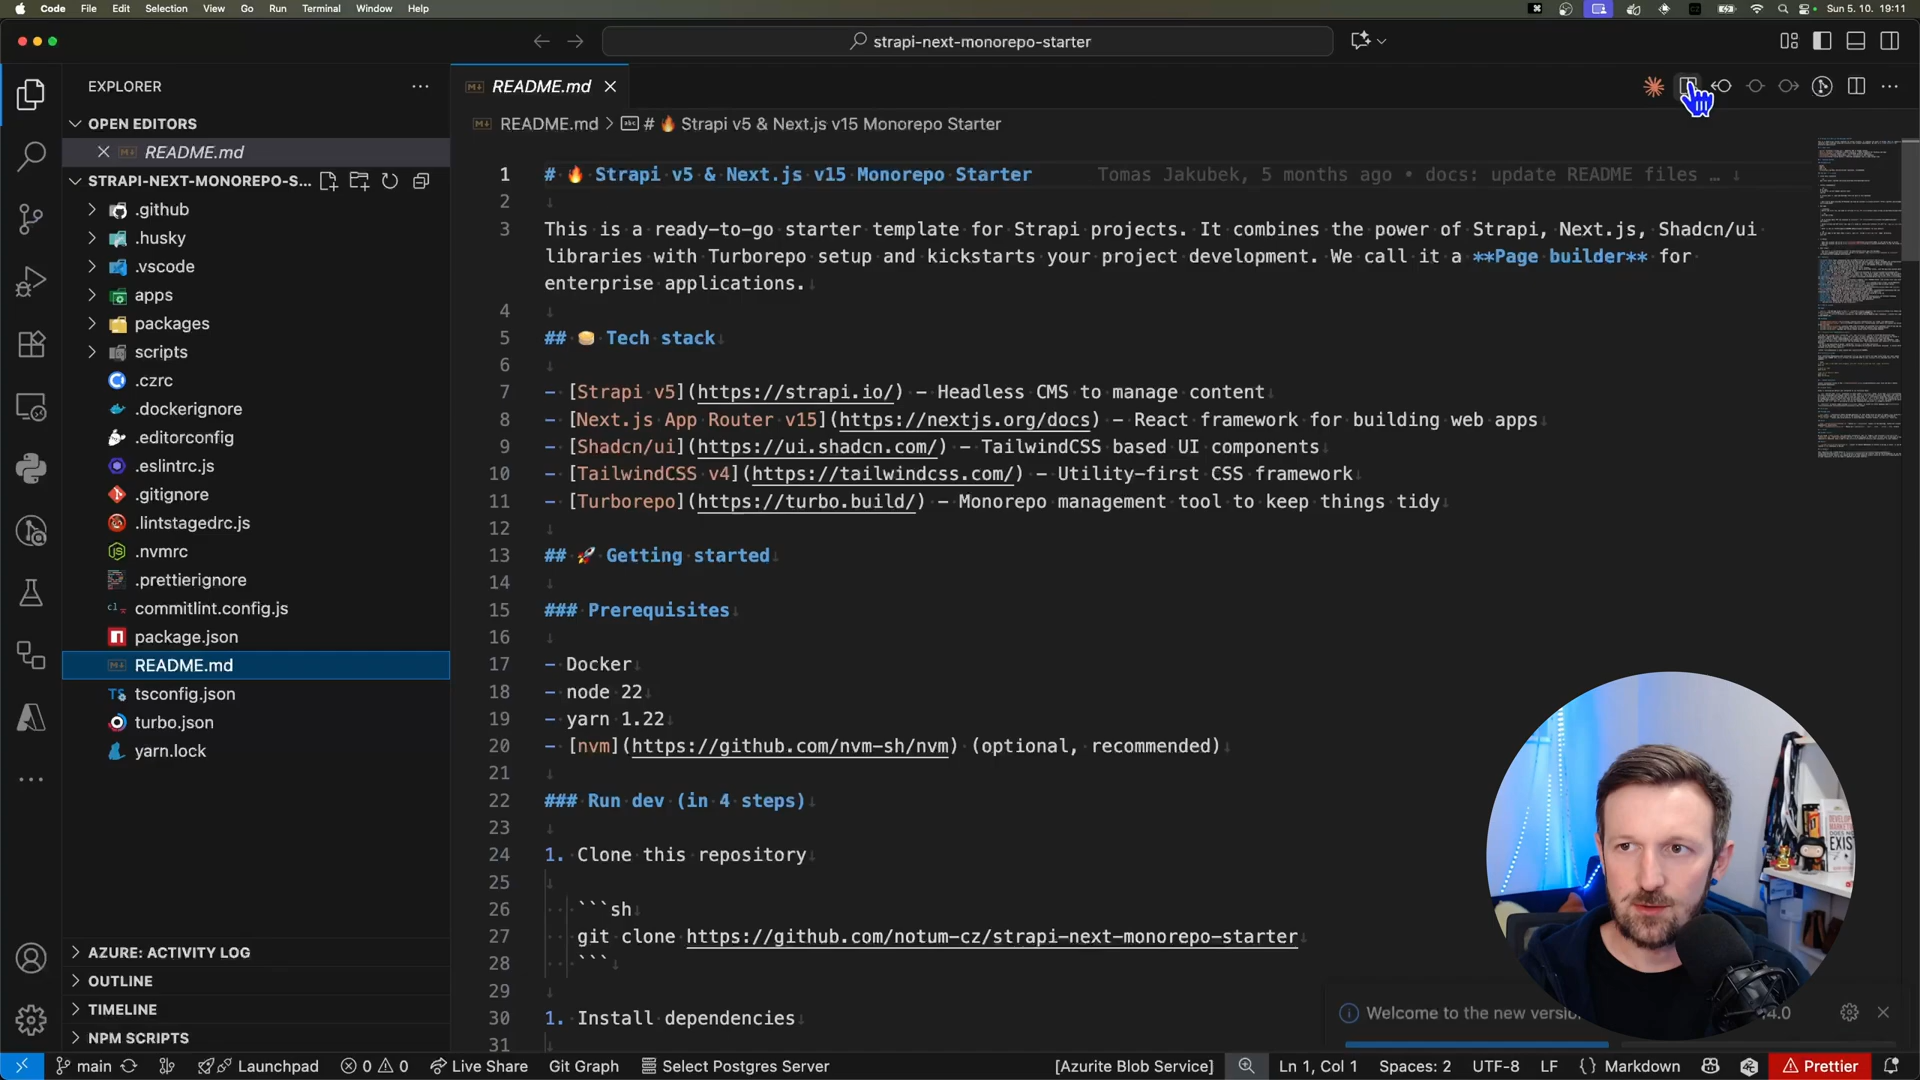 Code File Edit Selection View Go Run Terminal Window Help Sun 5. 10. 19:11
strapi-next-monorepo-starter
EXPLORER
README.md
OPEN EDITORS
README.md > # 🔥 Strapi v5 & Next.js v15 Monorepo Starter
README.md
STRAPI-NEXT-MONOREPO-S...
.github
.husky
.vscode
apps
packages
scripts
.czrc
.dockerignore
.editorconfig
.eslintrc.js
.gitignore
.lintstagedrc.js
.nvmrc
.prettierignore
commitlint.config.js
package.json
README.md
tsconfig.json
turbo.json
yarn.lock
AZURE: ACTIVITY LOG
OUTLINE
TIMELINE
NPM SCRIPTS
1 # 🔥 Strapi v5 & Next.js v15 Monorepo Starter Tomas Jakubek, 5 months ago • docs: update README files …
2
3 This is a ready-to-go starter template for Strapi projects. It combines the power of Strapi, Next.js, Shadcn/ui
libraries with Turborepo setup and kickstarts your project development. We call it a **Page builder** for
enterprise applications.
4
5 ## 🥞 Tech stack
6
7 - [Strapi v5](https://strapi.io/) - Headless CMS to manage content
8 - [Next.js App Router v15](https://nextjs.org/docs) - React framework for building web apps
9 - [Shadcn/ui](https://ui.shadcn.com/) - TailwindCSS based UI components
10 - [TailwindCSS v4](https://tailwindcss.com/) - Utility-first CSS framework
11 - [Turborepo](https://turbo.build/) - Monorepo management tool to keep things tidy
12
13 ## 🚀 Getting started
14
15 ### Prerequisites
16
17 - Docker
18 - node 22
19 - yarn 1.22
20 - [nvm](https://github.com/nvm-sh/nvm) (optional, recommended)
21
22 ### Run dev (in 4 steps)
23
24 1. Clone this repository
25
26 ```sh
27 git clone https://github.com/notum-cz/strapi-next-monorepo-starter
28 ```
29
30 1. Install dependencies
31
Welcome to the new versio
4.0
main Launchpad 0 0 Live Share Git Graph Select Postgres Server [Azurite Blob Service] Ln 1, Col 1 Spaces: 2 UTF-8 LF {} Markdown Prettier